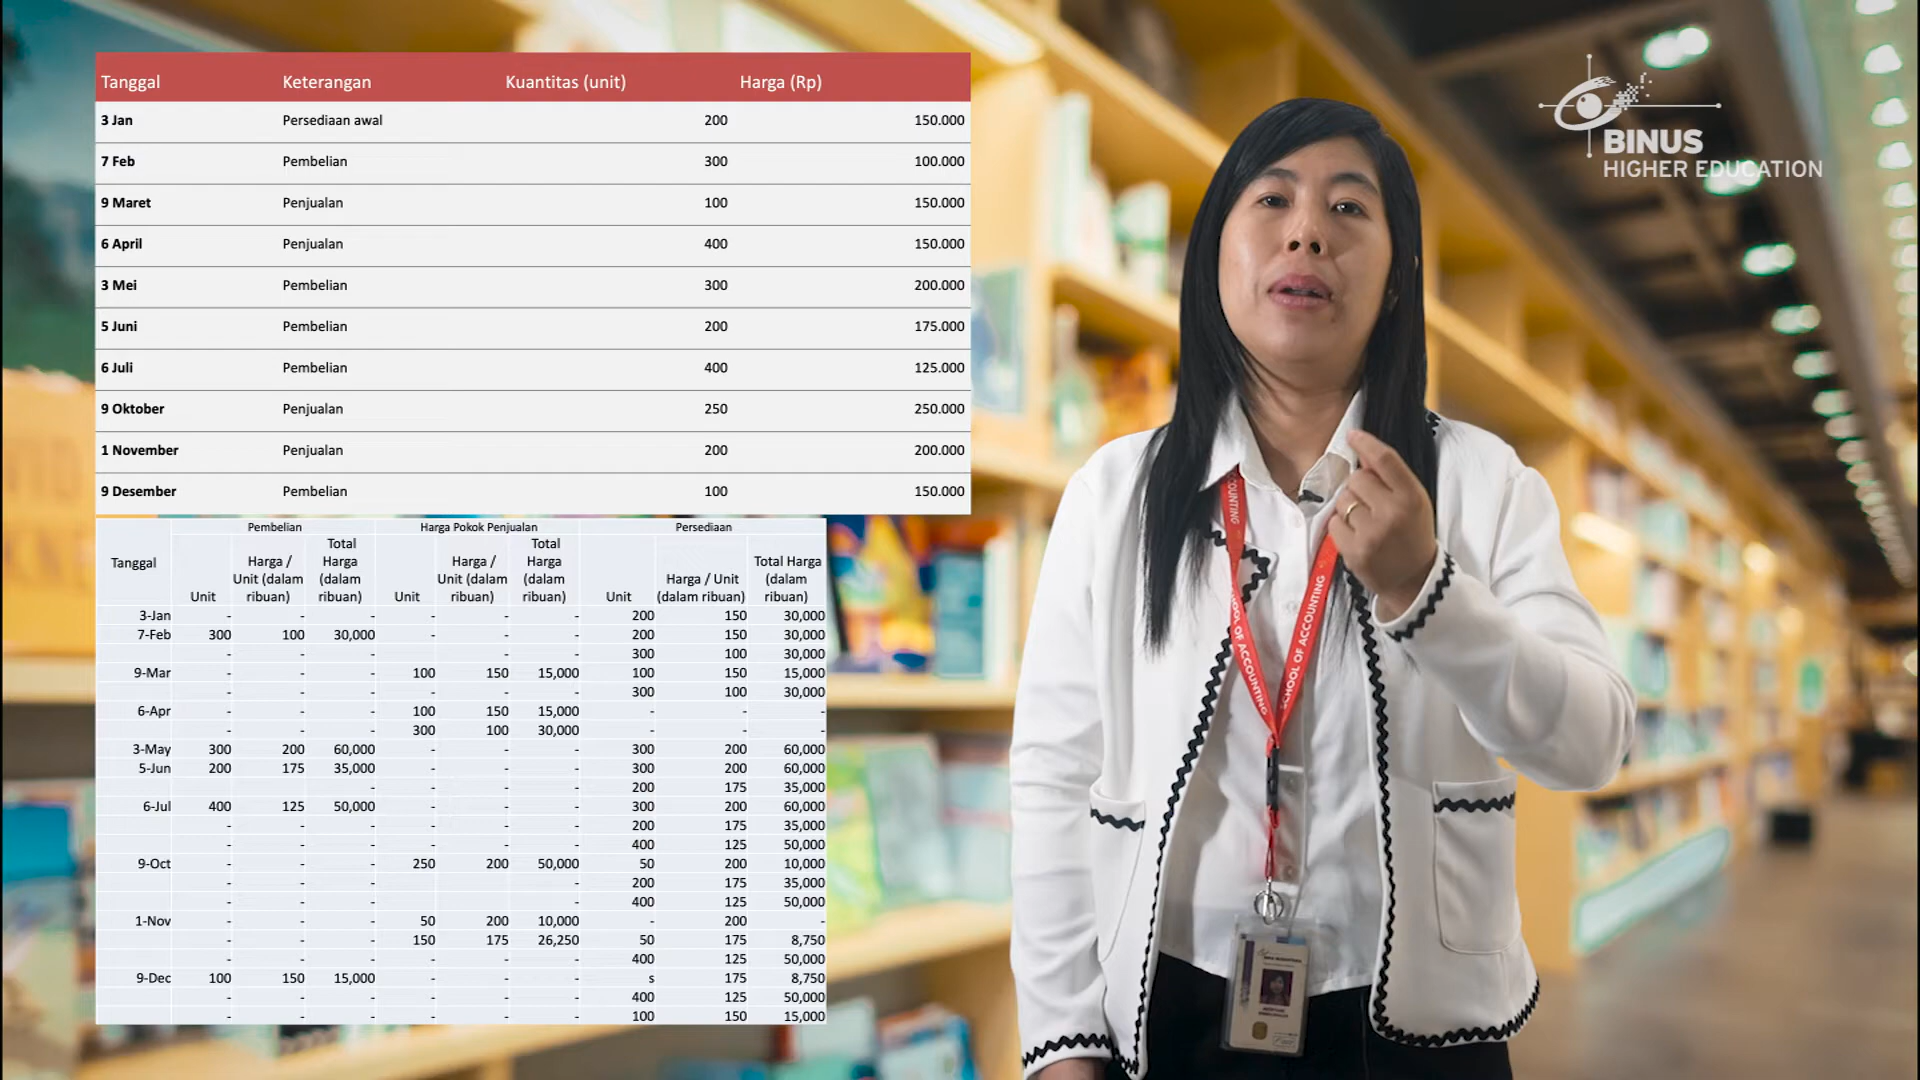 Tanggal Keterangan Kuantitas (unit) Harga (Rp)
3 Jan Persediaan awal 200 150.000
7 Feb Pembelian 300 100.000
9 Maret Penjualan 100 150.000
6 April Penjualan 400 150.000
3 Mei Pembelian 300 200.000
5 Juni Pembelian 200 175.000
6 Juli Pembelian 400 125.000
9 Oktober Penjualan 250 250.000
1 November Penjualan 200 200.000
9 Desember Pembelian 100 150.000
Pembelian Harga Pokok Penjualan Persediaan
Tanggal Unit Harga / Unit (dalam ribuan) Total Harga (dalam ribuan) Unit Harga / Unit (dalam ribuan) Total Harga (dalam ribuan) Unit Harga / Unit (dalam ribuan) Total Harga (dalam ribuan)
3-Jan - - - - - - 200 150 30,000
7-Feb 300 100 30,000 - - - 200 150 30,000
- - - - - - 300 100 30,000
9-Mar - - - 100 150 15,000 100 150 15,000
- - - - - - 300 100 30,000
6-Apr - - - 100 150 15,000 - - -
- - - 300 100 30,000 - - -
3-May 300 200 60,000 - - - 300 200 60,000
5-Jun 200 175 35,000 - - - 300 200 60,000
- - - - 200 175 35,000
6-Jul 400 125 50,000 - - - 300 200 60,000
- - - - - - 200 175 35,000
- - - - - - 400 125 50,000
9-Oct - - - 250 200 50,000 50 200 10,000
- - - - 200 175 35,000
- - - - - - 400 125 50,000
1-Nov - - - 50 200 10,000 - 200 -
- - - 150 175 26,250 50 175 8,750
- - - - - - 400 125 50,000
9-Dec 100 150 15,000 - - - s 175 8,750
- - - - - - 400 125 50,000
- - - - - - 100 150 15,000
BINUS
HIGHER EDUCATION
ACCOUNTING
SCHOOL OF ACCOUNTING
SCHOOL OF ACCOUNTING